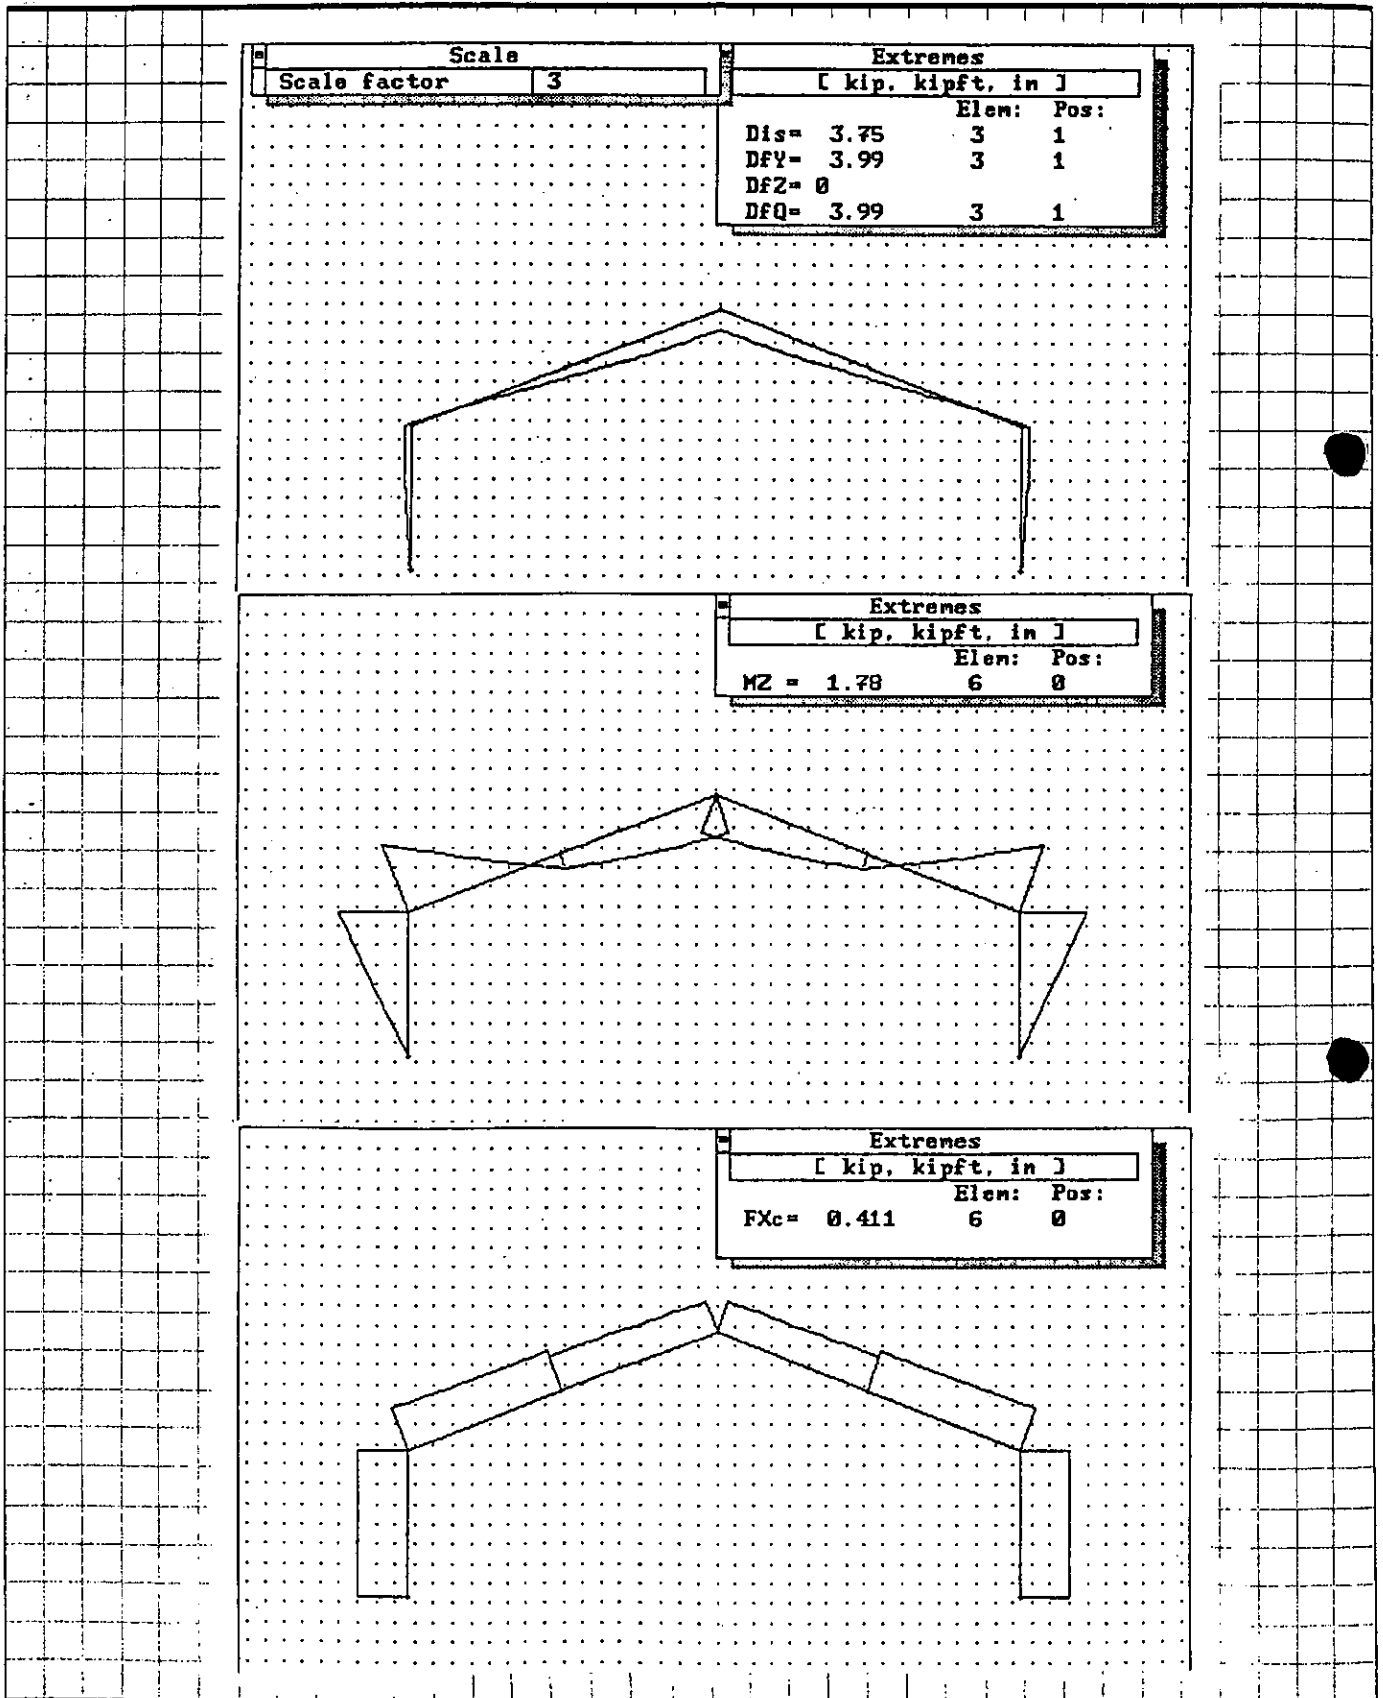 Scale
Scale factor 3
Extremes
[ kip, kipft, in ]
Elem: Pos:
Dis= 3.75 3 1
DfY= 3.99 3 1
DfZ= 0
DfQ= 3.99 3 1
Extremes
[ kip, kipft, in ]
Elem: Pos:
MZ = 1.78 6 0
Extremes
[ kip, kipft, in ]
Elem: Pos:
FXc= 0.411 6 0